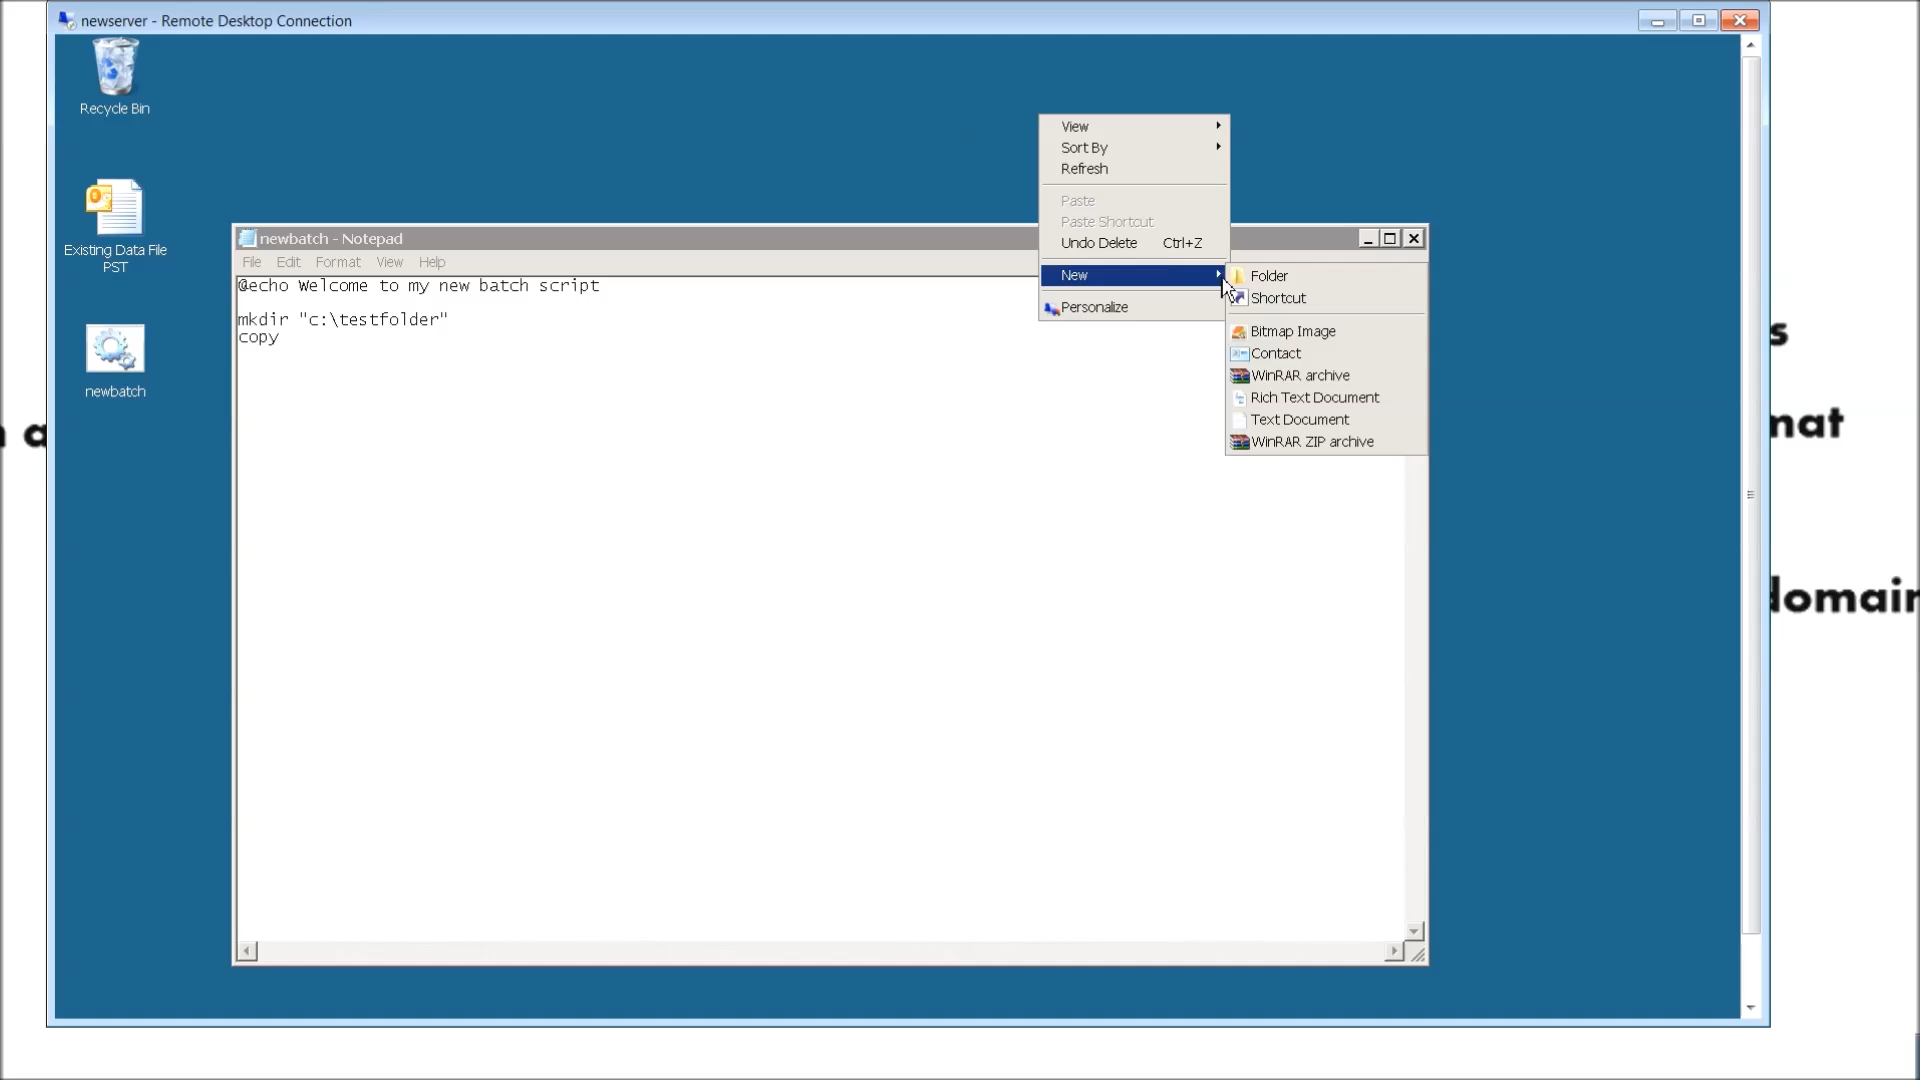 newserver - Remote Desktop Connection
Recycle Bin
Existing Data File
PST
newbatch
newbatch - Notepad
File Edit Format View Help
@echo Welcome to my new batch script
mkdir "c:\testfolder"
copy
View
Sort By
Refresh
Paste
Paste Shortcut
Undo Delete Ctrl+Z
New
Personalize
Folder
Shortcut
Bitmap Image
Contact
WinRAR archive
Rich Text Document
Text Document
WinRAR ZIP archive
s
mat
domain